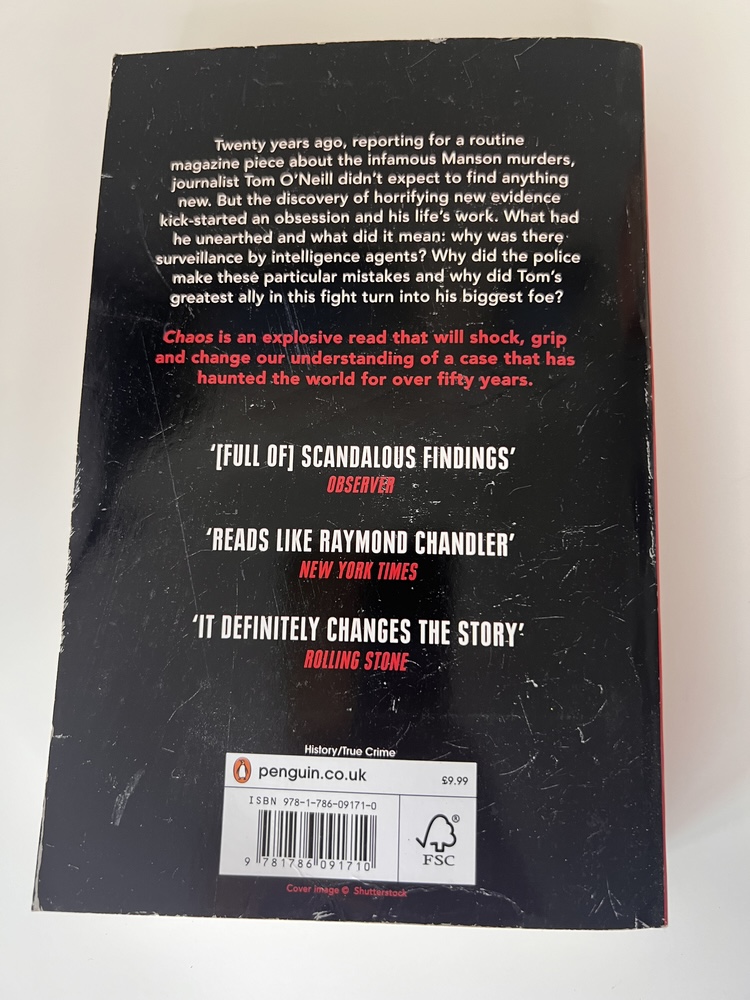 Twenty years ago, reporting for a routine
magazine piece about the infamous Manson murders,
journalist Tom O'Neill didn't expect to find anything
new. But the discovery of horrifying new evidence
kick-started an obsession and his life's work. What had
he unearthed and what did it mean: why was there
surveillance by intelligence agents? Why did the police
make these particular mistakes and why did Tom's
greatest ally in this fight turn into his biggest foe?
Chaos is an explosive read that will shock, grip
and change our understanding of a case that has
haunted the world for over fifty years.
'[FULL OF] SCANDALOUS FINDINGS'
OBSERVER
'READS LIKE RAYMOND CHANDLER'
NEW YORK TIMES
'IT DEFINITELY CHANGES THE STORY'
ROLLING STONE
History/True Crime
penguin.co.uk £9.99
ISBN 978-1-786-09171-0
9 781786 091710
®
FSC
Cover image © Shutterstock